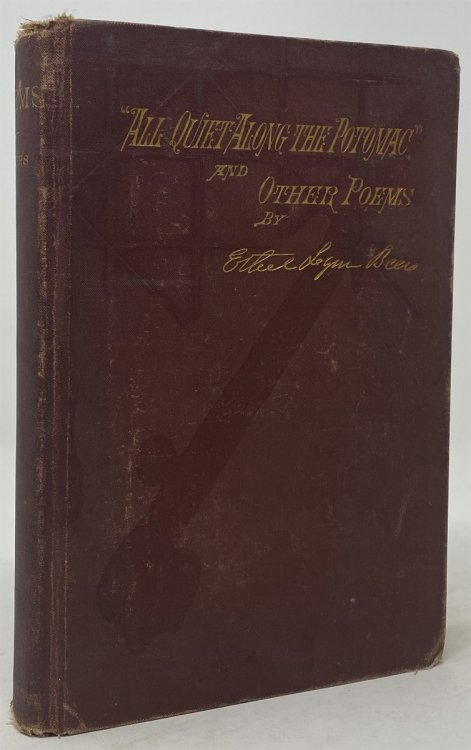 "ALL QUIET ALONG THE POTOMAC"
AND
OTHER POEMS
BY
Ethel Lynn Beers